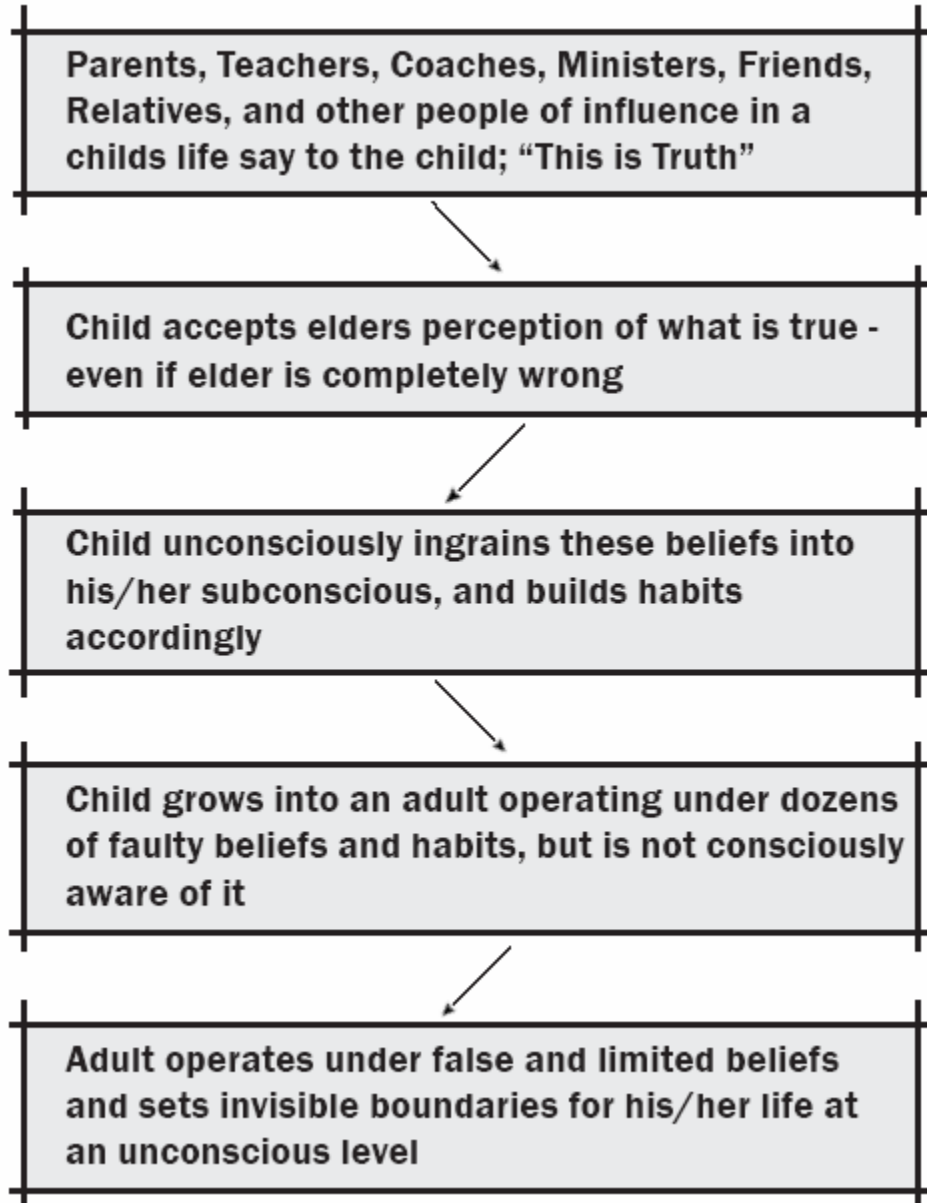 Parents, Teachers, Coaches, Ministers, Friends,
Relatives, and other people of influence in a
childs life say to the child; “This is Truth”
Child accepts elders perception of what is true -
even if elder is completely wrong
Child unconsciously ingrains these beliefs into
his/her subconscious, and builds habits
accordingly
Child grows into an adult operating under dozens
of faulty beliefs and habits, but is not consciously
aware of it
Adult operates under false and limited beliefs
and sets invisible boundaries for his/her life at
an unconscious level